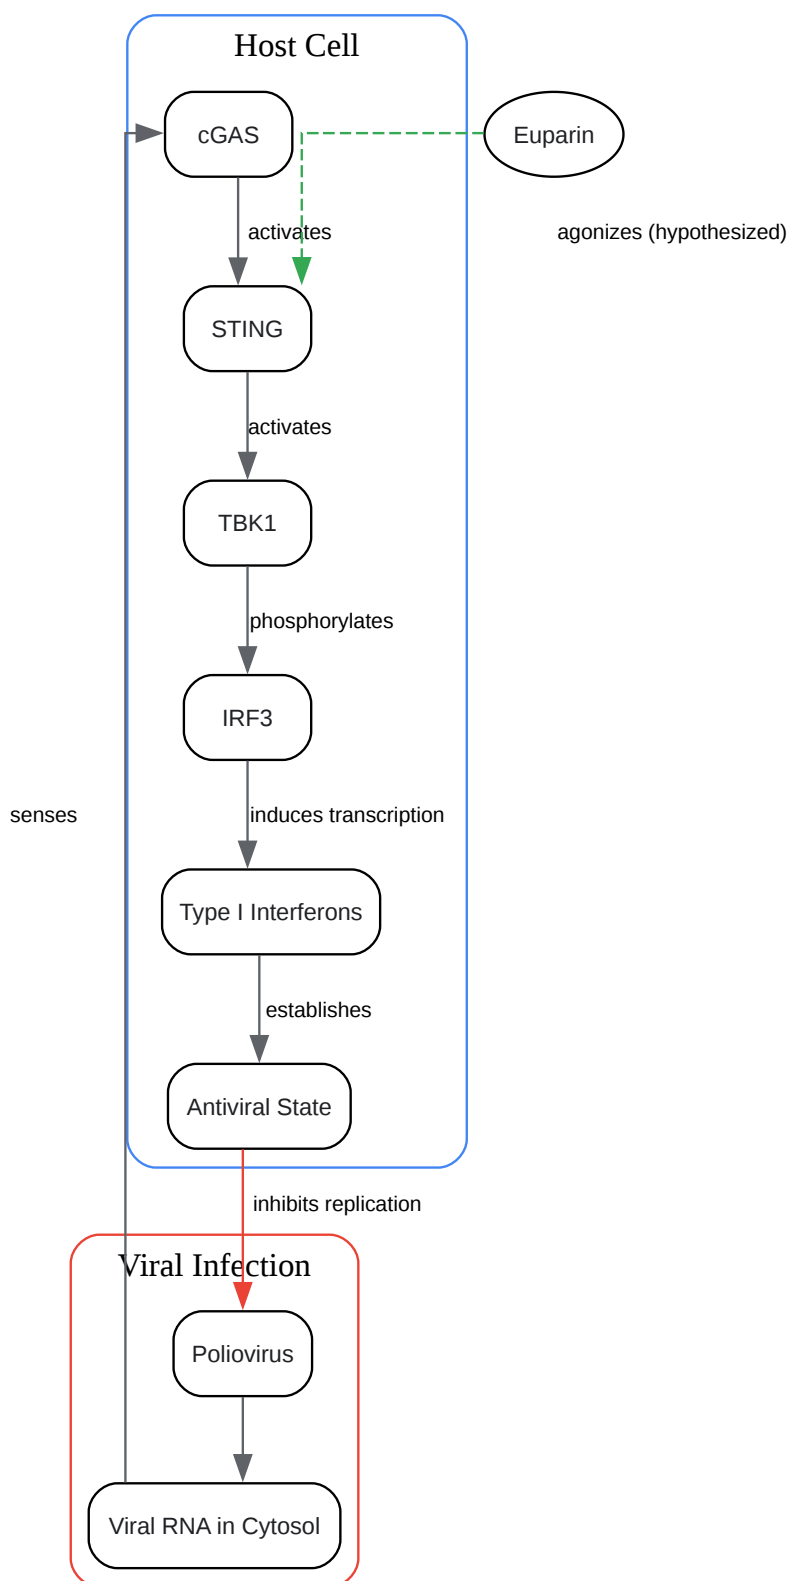 Host Cell
cGAS
Euparin
activates
agonizes (hypothesized)
STING
activates
TBK1
phosphorylates
IRF3
senses
induces transcription
Type I Interferons
establishes
Antiviral State
inhibits replication
Viral Infection
Poliovirus
Viral RNA in Cytosol